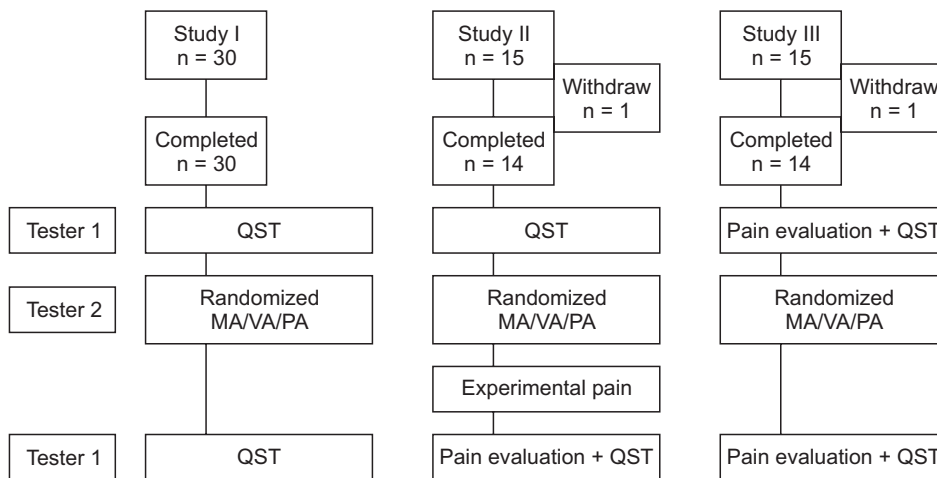 Study I
n = 30
Study II
n = 15
Study III
n = 15
Withdraw
n = 1
Withdraw
n = 1
Completed
n = 30
Completed
n = 14
Completed
n = 14
Tester 1
QST
QST
Pain evaluation + QST
Tester 2
Randomized
MA/VA/PA
Randomized
MA/VA/PA
Randomized
MA/VA/PA
Experimental pain
Tester 1
QST
Pain evaluation + QST
Pain evaluation + QST